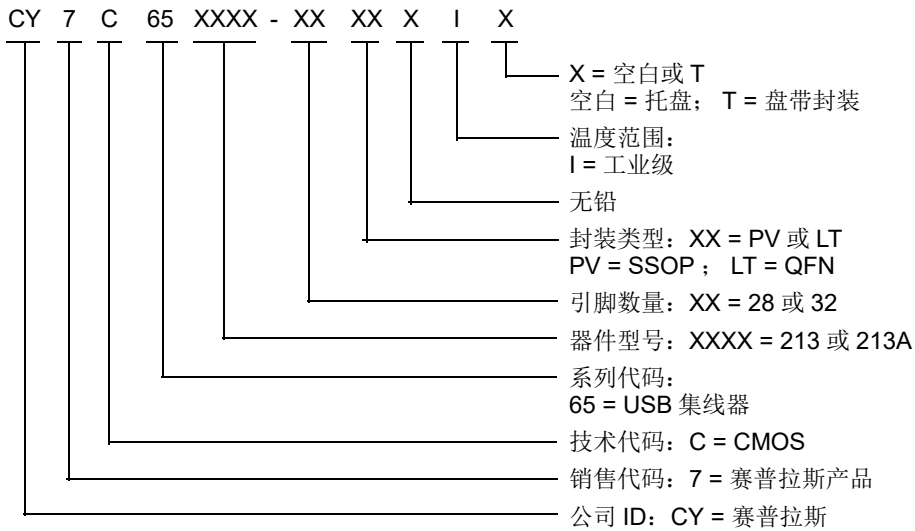 CY 7 C 65 XXXX - XX XX X I X
X = 空白或 T
空白 = 托盘； T = 盘带封装
温度范围：
I = 工业级
无铅
封装类型：XX = PV 或 LT
PV = SSOP ； LT = QFN
引脚数量：XX = 28 或 32
器件型号：XXXX = 213 或 213A
系列代码：
65 = USB 集线器
技术代码：C = CMOS
销售代码：7 = 赛普拉斯产品
公司 ID：CY = 赛普拉斯